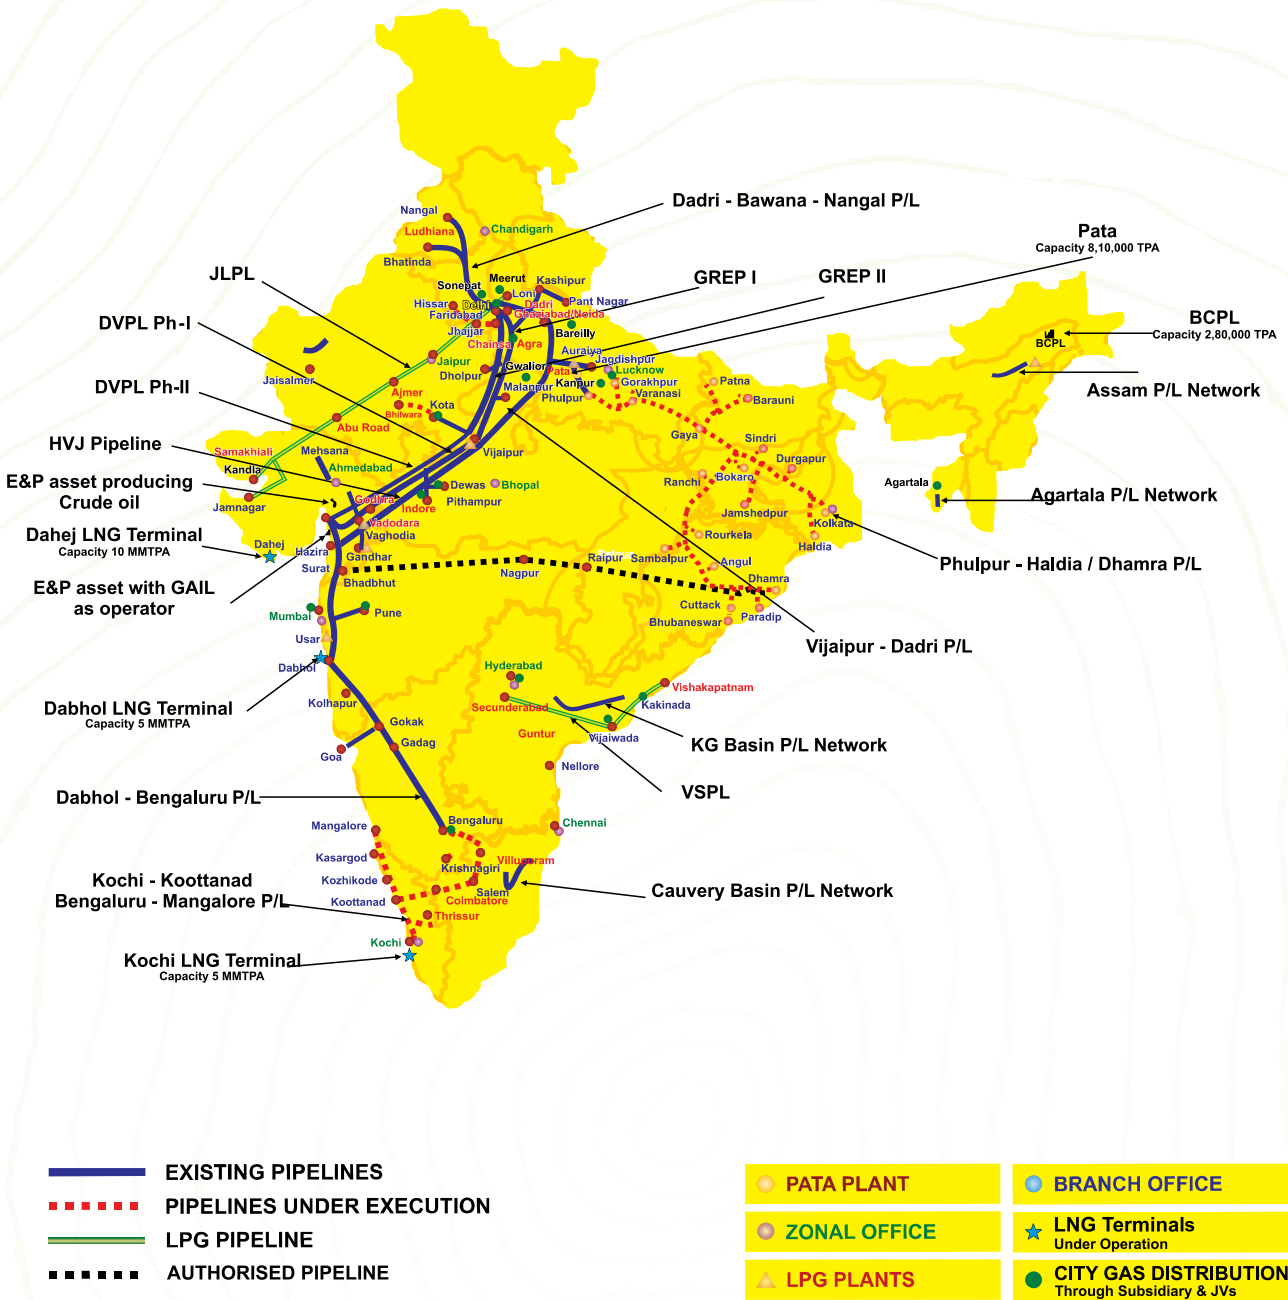 Dadri - Bawana - Nangal P/L
Pata
Capacity 8,10,000 TPA
JLPL
GREP I
GREP II
BCPL
Capacity 2,80,000 TPA
BCPL
DVPL Ph-I
DVPL Ph-II
Assam P/L Network
HVJ Pipeline
E&P asset producing
Crude oil
Agartala
Agartala P/L Network
Dahej LNG Terminal
Capacity 10 MMTPA
Phulpur - Haldia / Dhamra P/L
E&P asset with GAIL
as operator
Vijaipur - Dadri P/L
Dabhol LNG Terminal
Capacity 5 MMTPA
KG Basin P/L Network
VSPL
Dabhol - Bengaluru P/L
Kochi - Koottanad
Bengaluru - Mangalore P/L
Cauvery Basin P/L Network
Kochi LNG Terminal
Capacity 5 MMTPA
Nangal
Ludhiana
Chandigarh
Bhatinda
Sonepat
Meerut
Kashipur
Loni
Pant Nagar
Hissar
Delhi
Dadri
Faridabad
Ghaziabad/Noida
Jhajjar
Bareilly
Chainsa
Agra
Auraiya
Jaipur
Gwalior
Jagdishpur
Jaisalmer
Dholpur
Pata
Lucknow
Malanpur
Kanpur
Gorakhpur
Patna
Ajmer
Phulpur
Varanasi
Barauni
Bhilwara
Kota
Abu Road
Gaya
Sindri
Samakhiali
Mehsana
Vijaipur
Kandla
Ahmedabad
Durgapur
Dewas
Bhopal
Bokaro
Ranchi
Jamnagar
Godhra
Indore
Pithampur
Jamshedpur
Vadodara
Kolkata
Vaghodia
Rourkela
Dahej
Hazira
Gandhar
Raipur
Sambalpur
Haldia
Surat
Bhadbhut
Nagpur
Angul
Dhamra
Mumbai
Pune
Cuttack
Paradip
Bhubaneswar
Usar
Dabhol
Hyderabad
Kolhapur
Vishakapatnam
Secunderabad
Kakinada
Gokak
Guntur
Vijaiwada
Gadag
Goa
Nellore
Mangalore
Bengaluru
Chennai
Kasargod
Krishnagiri
Villupuram
Kozhikode
Salem
Koottanad
Coimbatore
Thrissur
Kochi
EXISTING PIPELINES
PIPELINES UNDER EXECUTION
LPG PIPELINE
AUTHORISED PIPELINE
PATA PLANT
BRANCH OFFICE
ZONAL OFFICE
LNG Terminals
Under Operation
LPG PLANTS
CITY GAS DISTRIBUTION
Through Subsidiary & JVs